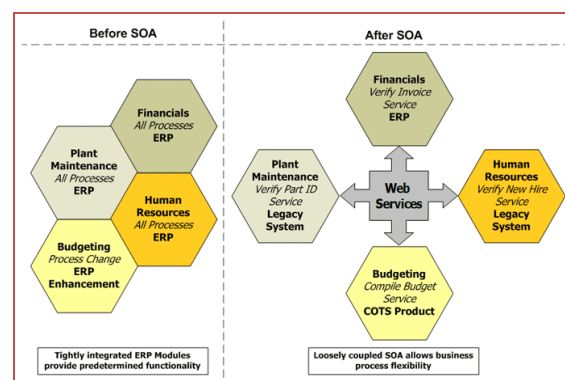 Before SOA
After SOA
Financials
All Processes
ERP
Plant
Maintenance
All Processes
ERP
Human
Resources
All Processes
ERP
Budgeting
Process Change
ERP
Enhancement
Tightly integrated ERP Modules
provide predetermined functionality
Financials
Verify Invoice
Service
ERP
Plant
Maintenance
Verify Part ID
Service
Legacy
System
Web
Services
Human
Resources
Verify New Hire
Service
Legacy
System
Budgeting
Compile Budget
Service
COTS Product
Loosely coupled SOA allows business
process flexibility